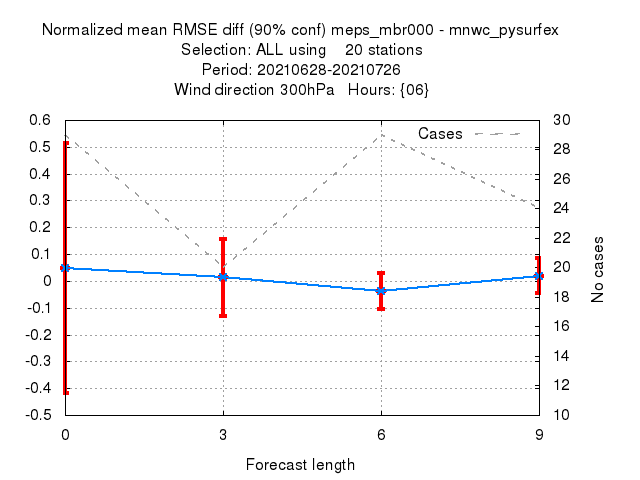 Normalized mean RMSE diff (90% conf) meps_mbr000 - mnwc_pysurfex
Selection: ALL using 20 stations
Period: 20210628-20210726
Wind direction 300hPa Hours: {06}
Cases
0.6
0.5
0.4
0.3
0.2
0.1
0
-0.1
-0.2
-0.3
-0.4
-0.5
30
28
26
24
22
20
18
16
14
12
10
No cases
0 3 6 9
Forecast length